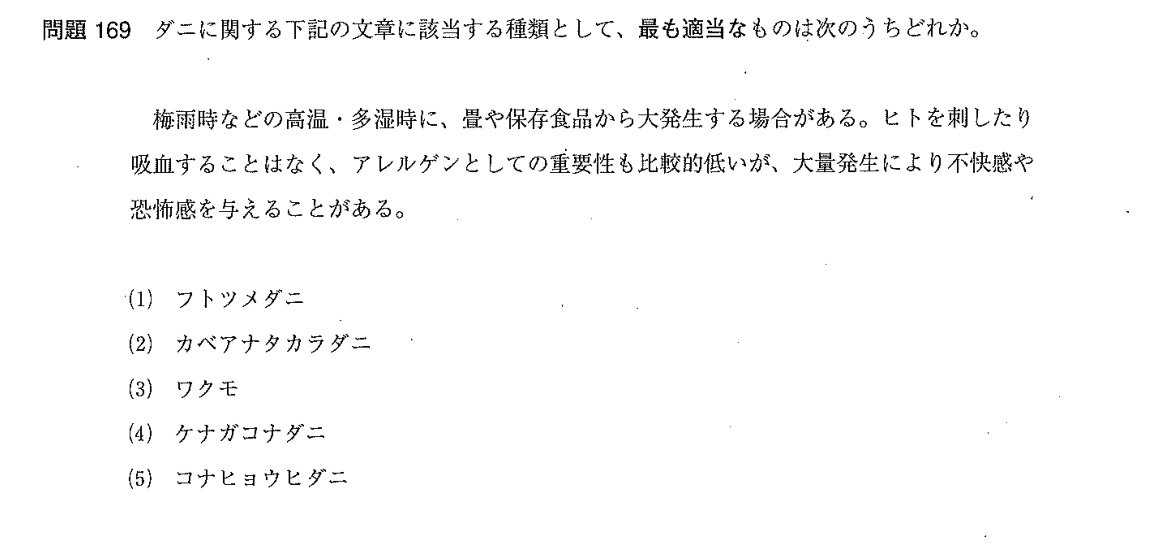 問題 169　ダニに関する下記の文章に該当する種類として、最も適当なものは次のうちどれか。
梅雨時などの高温・多湿時に、畳や保存食品から大発生する場合がある。ヒトを刺したり
吸血することはなく、アレルゲンとしての重要性も比較的低いが、大量発生により不快感や
恐怖感を与えることがある。
(1)　フトツメダニ
(2)　カベアナタカラダニ
(3)　ワクモ
(4)　ケナガコナダニ
(5)　コナヒョウヒダニ